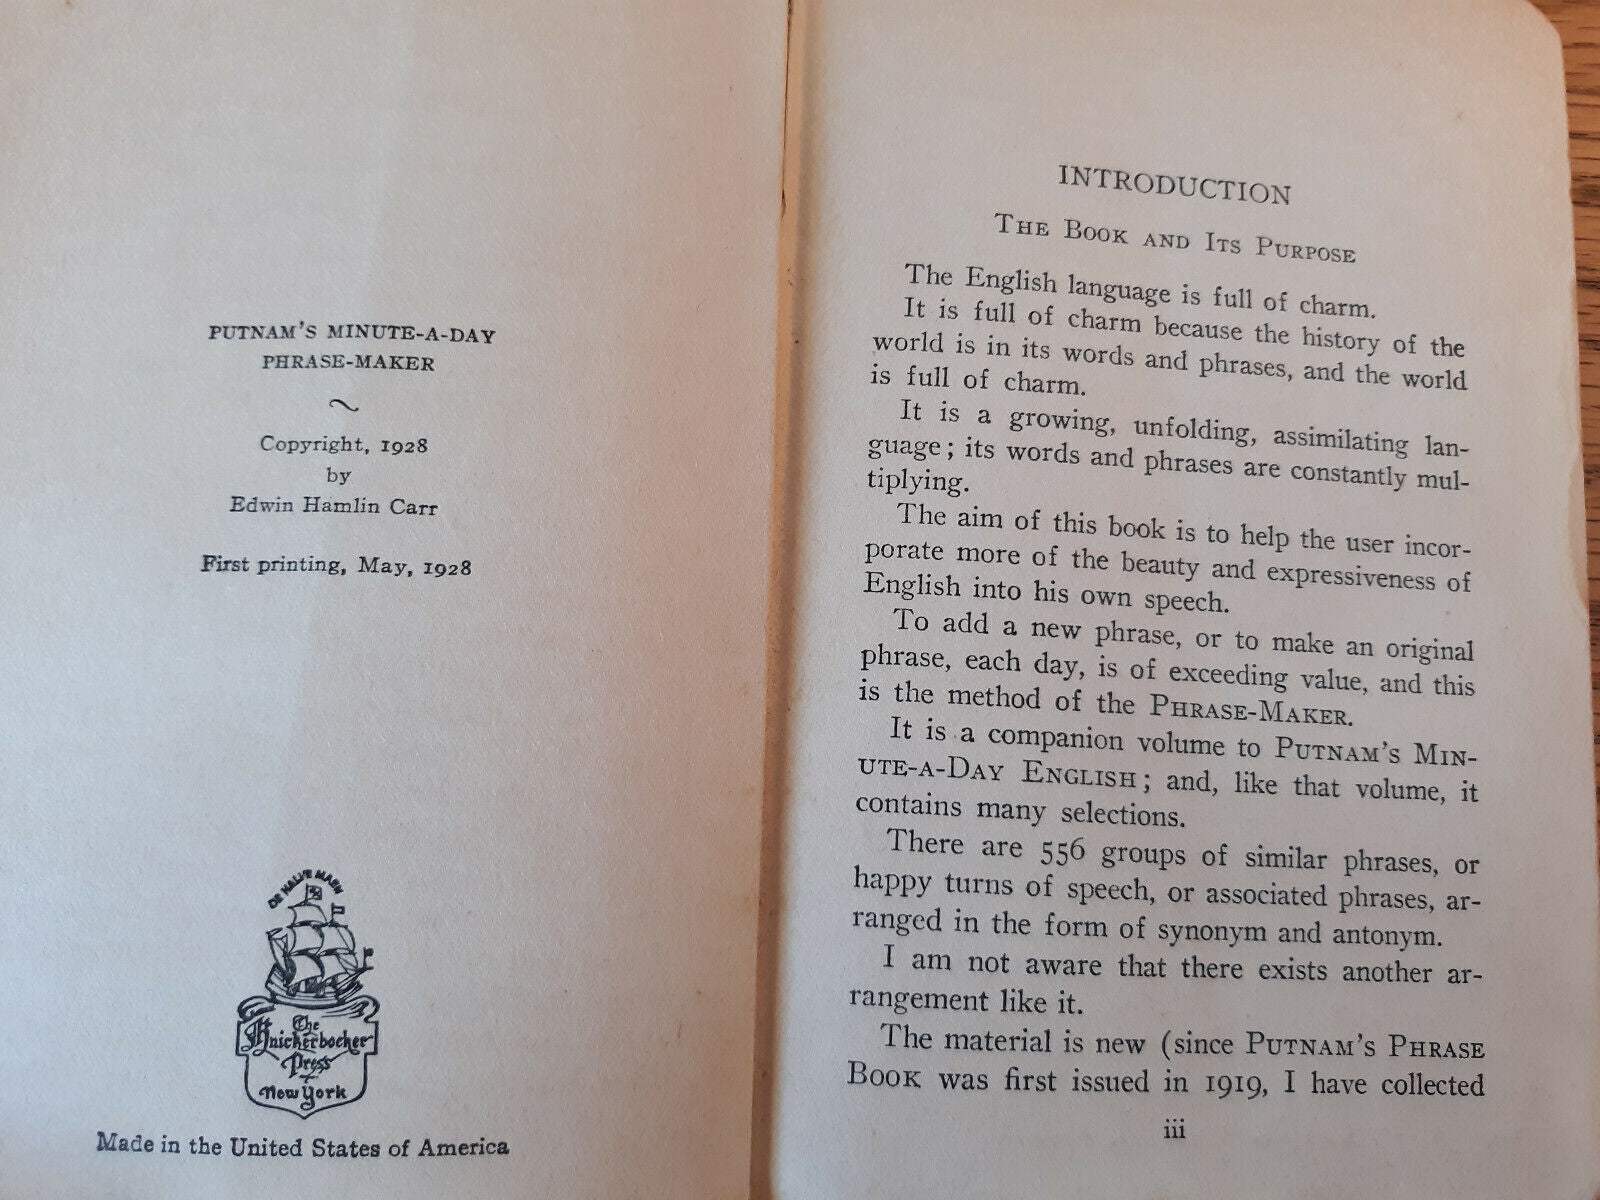 PUTNAM'S MINUTE-A-DAY
PHRASE-MAKER
Copyright, 1928
by
Edwin Hamlin Carr
First printing, May, 1928
DE HALVE MAEN
The
Knickerbocker
Press
New York
Made in the United States of America
INTRODUCTION
THE BOOK AND ITS PURPOSE
The English language is full of charm.
It is full of charm because the history of the
world is in its words and phrases, and the world
is full of charm.
It is a growing, unfolding, assimilating lan-
guage; its words and phrases are constantly mul-
tiplying.
The aim of this book is to help the user incor-
porate more of the beauty and expressiveness of
English into his own speech.
To add a new phrase, or to make an original
phrase, each day, is of exceeding value, and this
is the method of the PHRASE-MAKER.
It is a companion volume to PUTNAM'S MIN-
UTE-A-DAY ENGLISH; and, like that volume, it
contains many selections.
There are 556 groups of similar phrases, or
happy turns of speech, or associated phrases, ar-
ranged in the form of synonym and antonym.
I am not aware that there exists another ar-
rangement like it.
The material is new (since PUTNAM'S PHRASE
BOOK was first issued in 1919, I have collected
iii